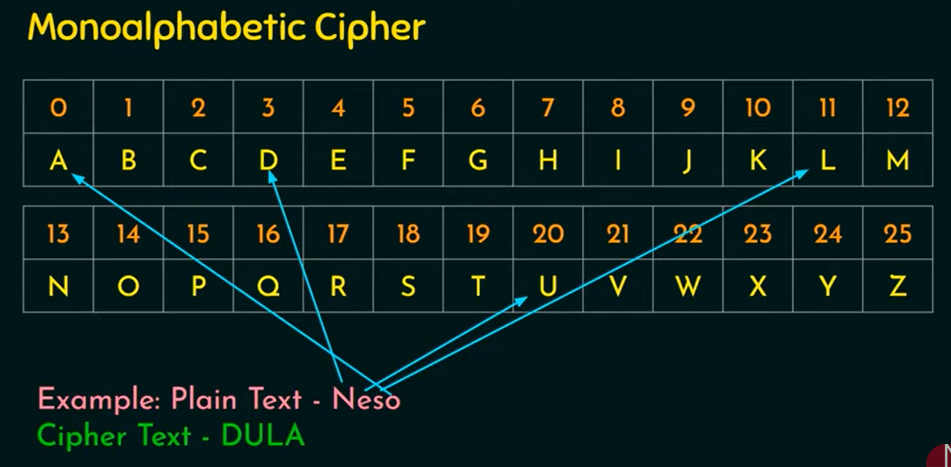 Monoalphabetic Cipher
0 1 2 3 4 5 6 7 8 9 10 11 12
A B C D E F G H I J K L M
13 14 15 16 17 18 19 20 21 22 23 24 25
N O P Q R S T U V W X Y Z
Example: Plain Text - Neso
Cipher Text - DULA